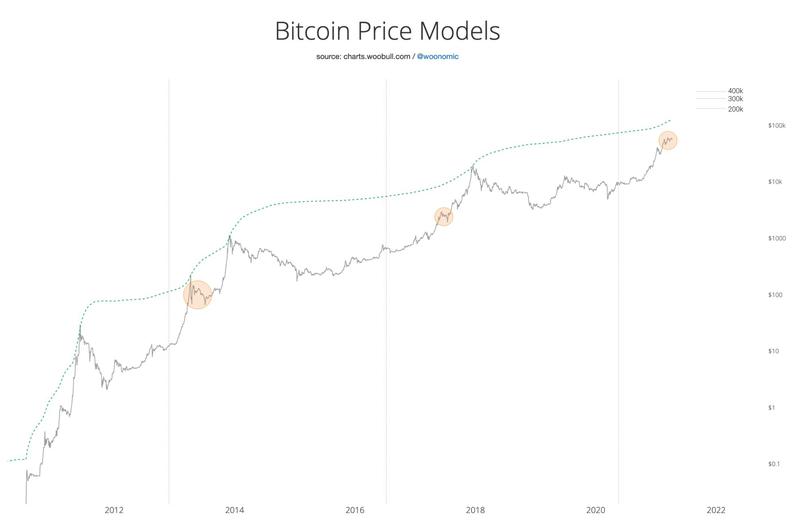 Bitcoin Price Models
source: charts.woobull.com / @woonomic
400k
300k
200k
$100k
$10k
$1000
$100
$10
$1
$0.1
2012 2014 2016 2018 2020 2022